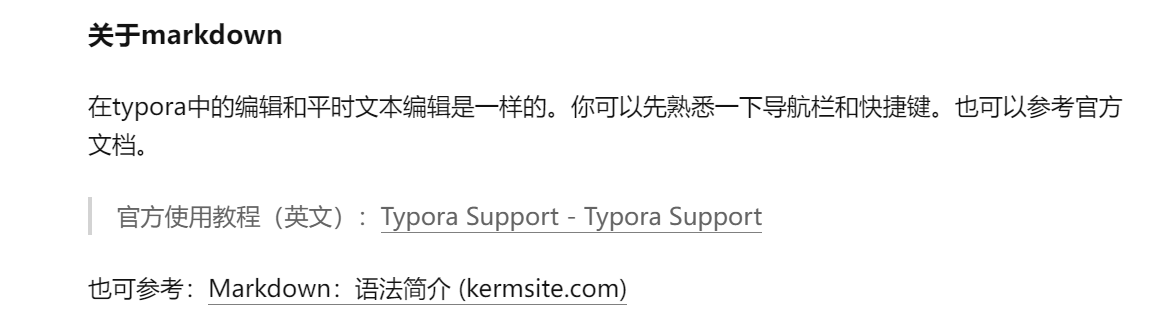 关于markdown
在typora中的编辑和平时文本编辑是一样的。你可以先熟悉一下导航栏和快捷键。也可以参考官方
文档。
官方使用教程（英文）：Typora Support - Typora Support
也可参考：Markdown：语法简介 (kermsite.com)